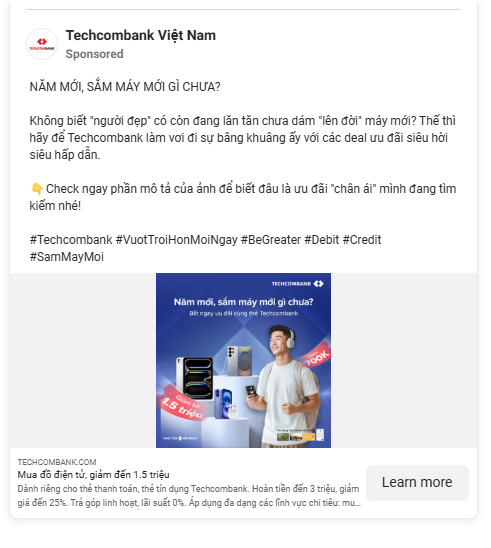 Techcombank Việt Nam
TECHCOMBANK
Sponsored
NĂM MỚI, SẮM MÁY MỚI GÌ CHƯA?
Không biết "người đẹp" có còn đang lăn tăn chưa dám "lên đời" máy mới? Thế thì
hãy để Techcombank làm vơi đi sự bâng khuâng ấy với các deal ưu đãi siêu hời
siêu hấp dẫn.
👇Check ngay phần mô tả của ảnh để biết đâu là ưu đãi "chân ái" mình đang tìm
kiếm nhé!
#Techcombank #VuotTroiHonMoiNgay #BeGreater #Debit #Credit
#SamMayMoi
TECHCOMBANK
Năm mới, sắm máy mới gì chưa?
Bắt ngay ưu đãi cùng thẻ Techcombank
700K
Giảm đến
1.5 triệu
TECHCOMBANK.COM
Mua đồ điện tử, giảm đến 1.5 triệu
Dành riêng cho thẻ thanh toán, thẻ tín dụng Techcombank. Hoàn tiền đến 3 triệu, giảm
giá đến 25%. Trả góp linh hoạt, lãi suất 0%. Áp dụng đa dạng các lĩnh vực chi tiêu: mu...
Learn more